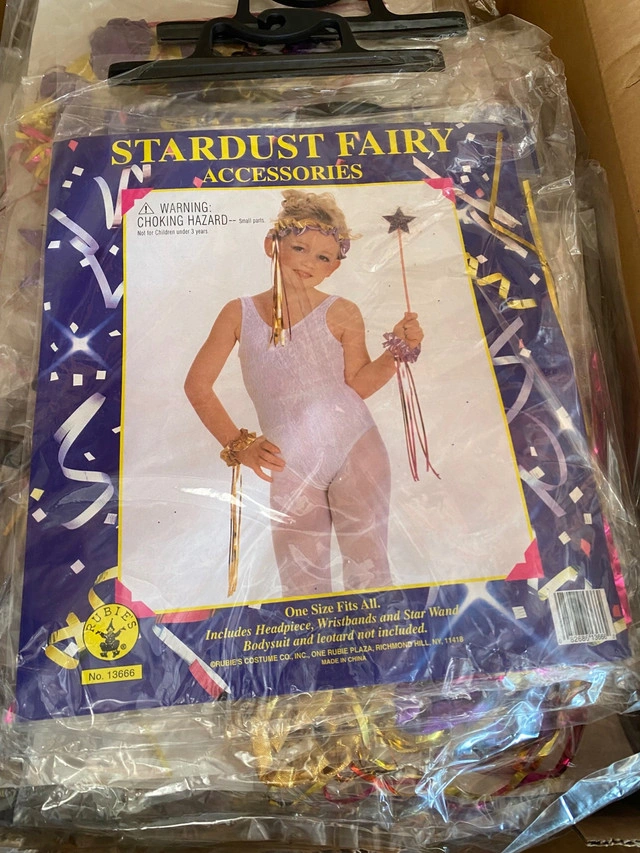 STARDUST FAIRY
ACCESSORIES
WARNING:
CHOKING HAZARD-- Small parts.
Not for Children under 3 years.
One Size Fits All.
Includes Headpiece, Wristbands and Star Wand
Bodysuit and leotard not included.
©RUBIE'S COSTUME CO., INC., ONE RUBIE PLAZA, RICHMOND HILL, NY, 11418
MADE IN CHINA
RUBIES
®
No. 13666